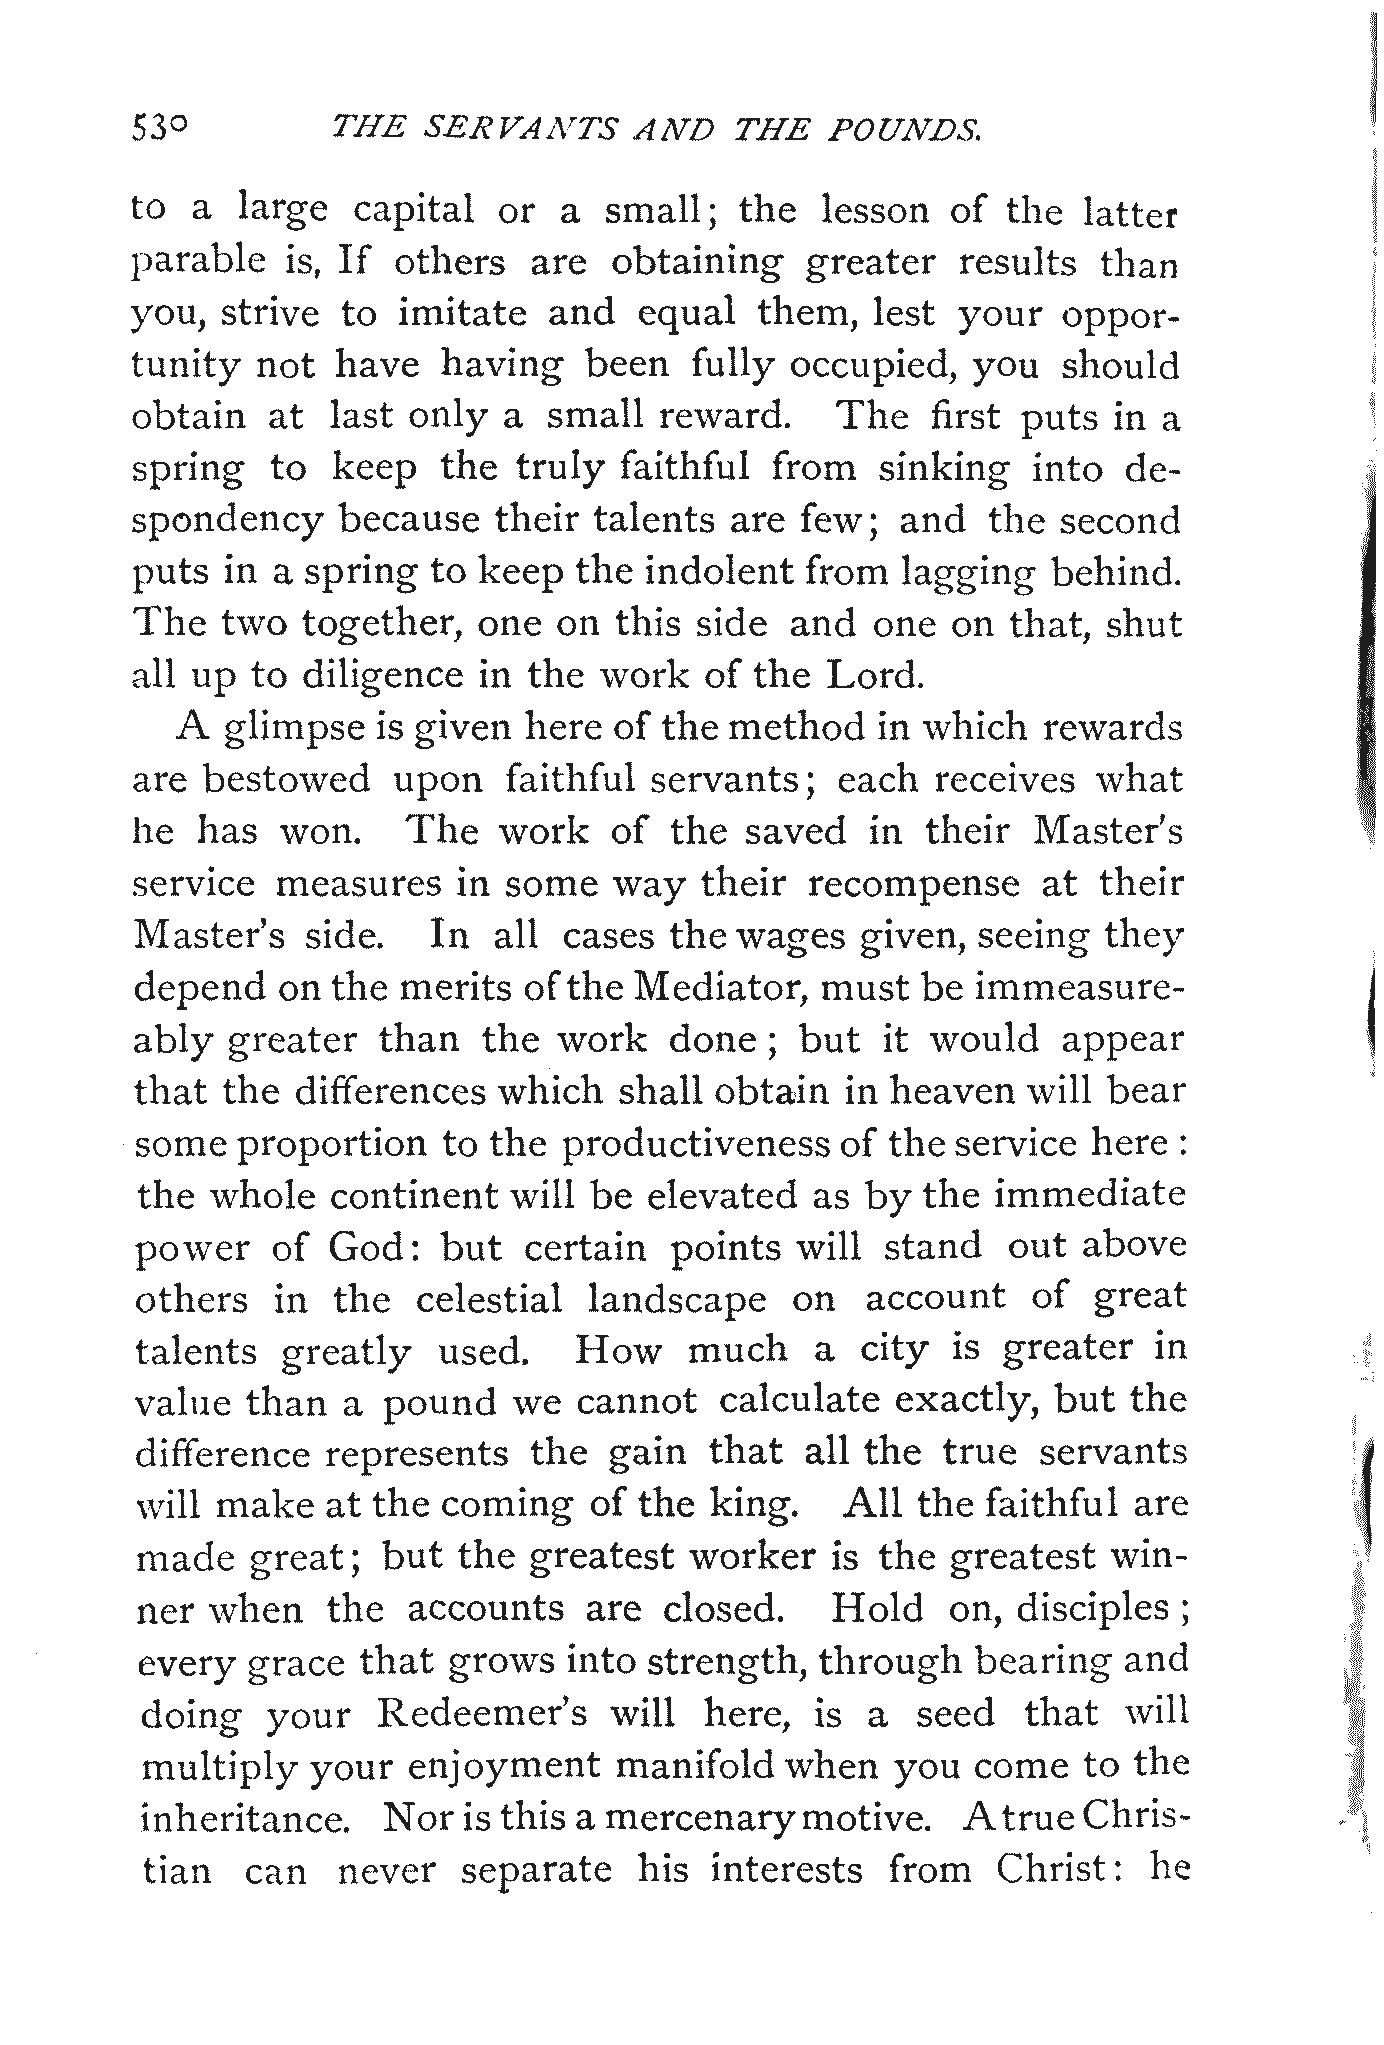 530 THE SERVANTS AND THE POUNDS.
to a large capital or a small; the lesson of the latter
parable is, If others are obtaining greater results than
you, strive to imitate and equal them, lest your oppor-
tunity not have having been fully occupied, you should
obtain at last only a small reward. The first puts in a
spring to keep the truly faithful from sinking into de-
spondency because their talents are few; and the second
puts in a spring to keep the indolent from lagging behind.
The two together, one on this side and one on that, shut
all up to diligence in the work of the Lord.
A glimpse is given here of the method in which rewards
are bestowed upon faithful servants; each receives what
he has won. The work of the saved in their Master's
service measures in some way their recompense at their
Master's side. In all cases the wages given, seeing they
depend on the merits of the Mediator, must be immeasure-
ably greater than the work done; but it would appear
that the differences which shall obtain in heaven will bear
some proportion to the productiveness of the service here:
the whole continent will be elevated as by the immediate
power of God: but certain points will stand out above
others in the celestial landscape on account of great
talents greatly used. How much a city is greater in
value than a pound we cannot calculate exactly, but the
difference represents the gain that all the true servants
will make at the coming of the king. All the faithful are
made great; but the greatest worker is the greatest win-
ner when the accounts are closed. Hold on, disciples;
every grace that grows into strength, through bearing and
doing your Redeemer's will here, is a seed that will
multiply your enjoyment manifold when you come to the
inheritance. Nor is this a mercenary motive. A true Chris-
tian can never separate his interests from Christ: he